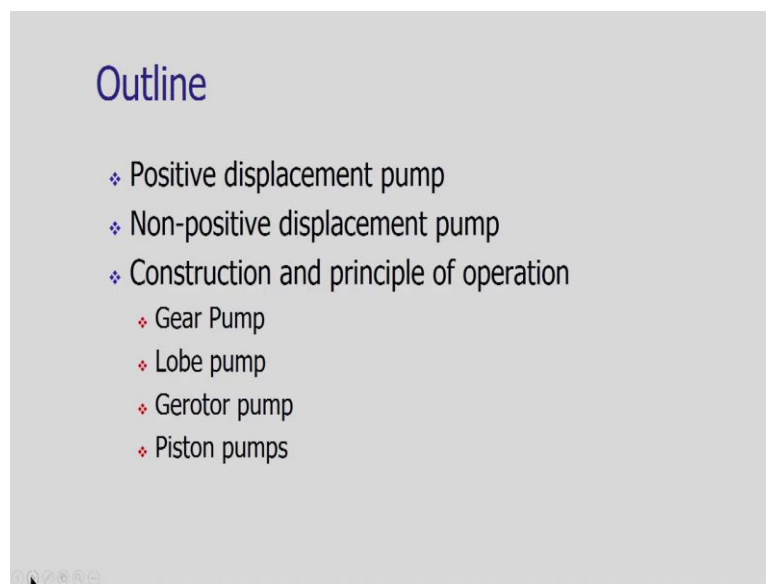 Outline
Positive displacement pump
Non-positive displacement pump
Construction and principle of operation
Gear Pump
Lobe pump
Gerotor pump
Piston pumps